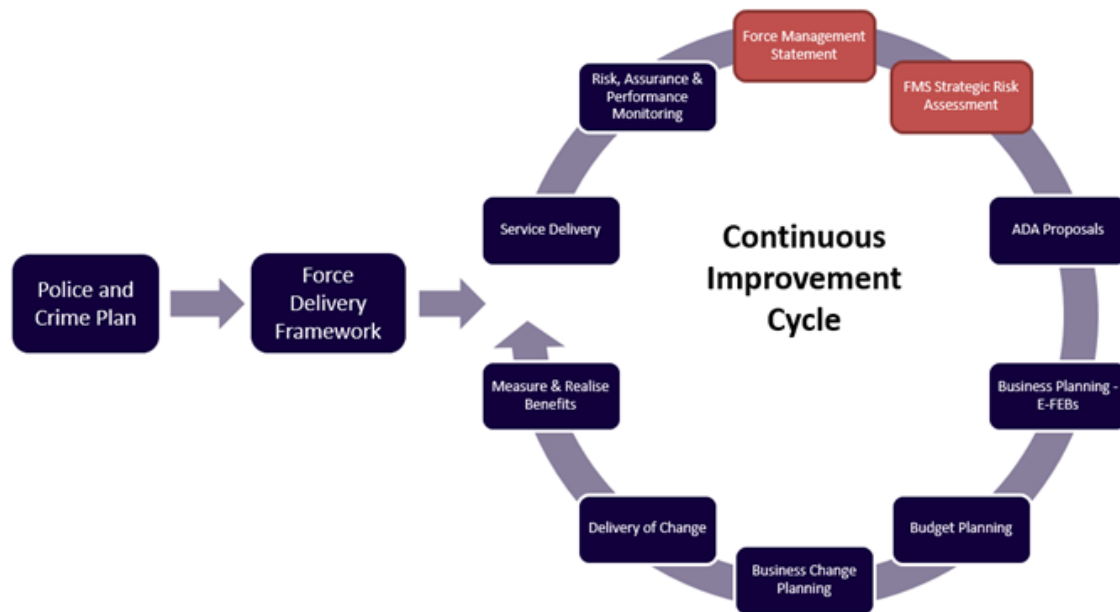 Police and
Crime Plan
Force
Delivery
Framework
Continuous
Improvement
Cycle
Service Delivery
Risk, Assurance &
Performance
Monitoring
Force Management
Statement
FMS Strategic Risk
Assessment
ADA Proposals
Business Planning -
E-FEBs
Budget Planning
Business Change
Planning
Delivery of Change
Measure & Realise
Benefits